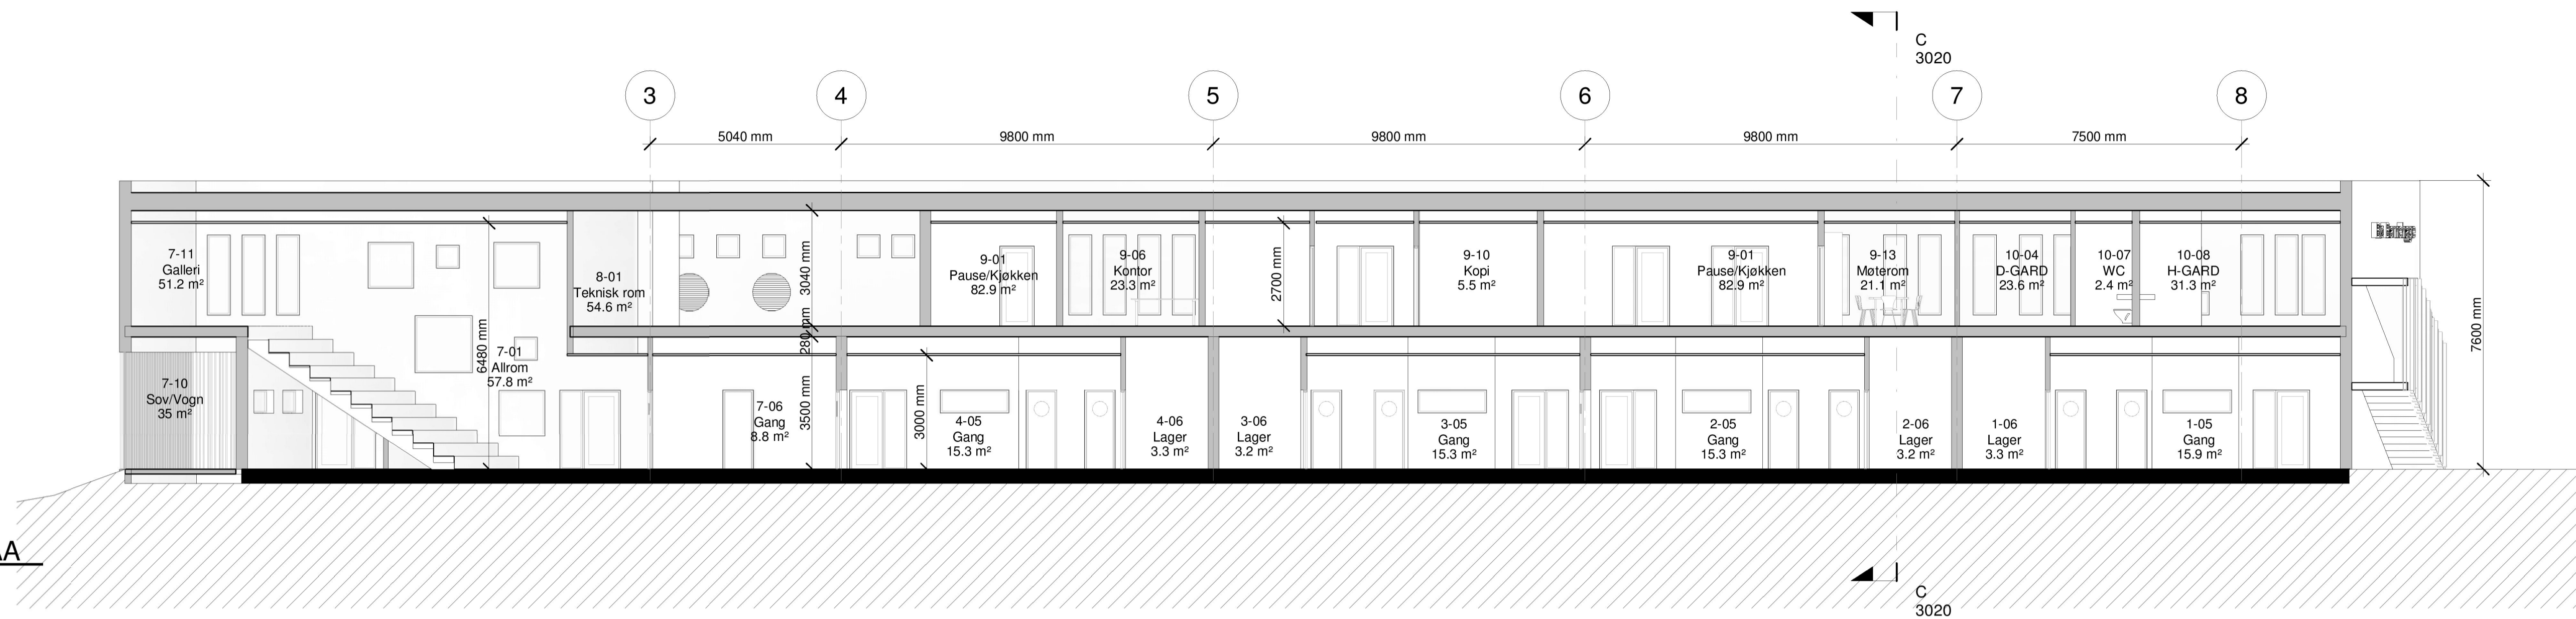 C
3020
3
4
5
6
7
8
5040 mm
9800 mm
9800 mm
9800 mm
7500 mm
7-11
Galleri
51.2 m²
8-01
Teknisk rom
54.6 m²
3040 mm
9-01
Pause/Kjøkken
82.9 m²
9-06
Kontor
23.3 m²
2700 mm
9-10
Kopi
5.5 m²
9-01
Pause/Kjøkken
82.9 m²
9-13
Møterom
21.1 m²
10-04
D-GARD
23.6 m²
10-07
WC
2.4 m²
10-08
H-GARD
31.3 m²
7600 mm
280 mm
6480 mm
7-01
Allrom
57.8 m²
7-10
Sov/Vogn
35 m²
7-06
Gang
8.8 m²
3500 mm
3000 mm
4-05
Gang
15.3 m²
4-06
Lager
3.3 m²
3-06
Lager
3.2 m²
3-05
Gang
15.3 m²
2-05
Gang
15.3 m²
2-06
Lager
3.2 m²
1-06
Lager
3.3 m²
1-05
Gang
15.9 m²
AA
C
3020